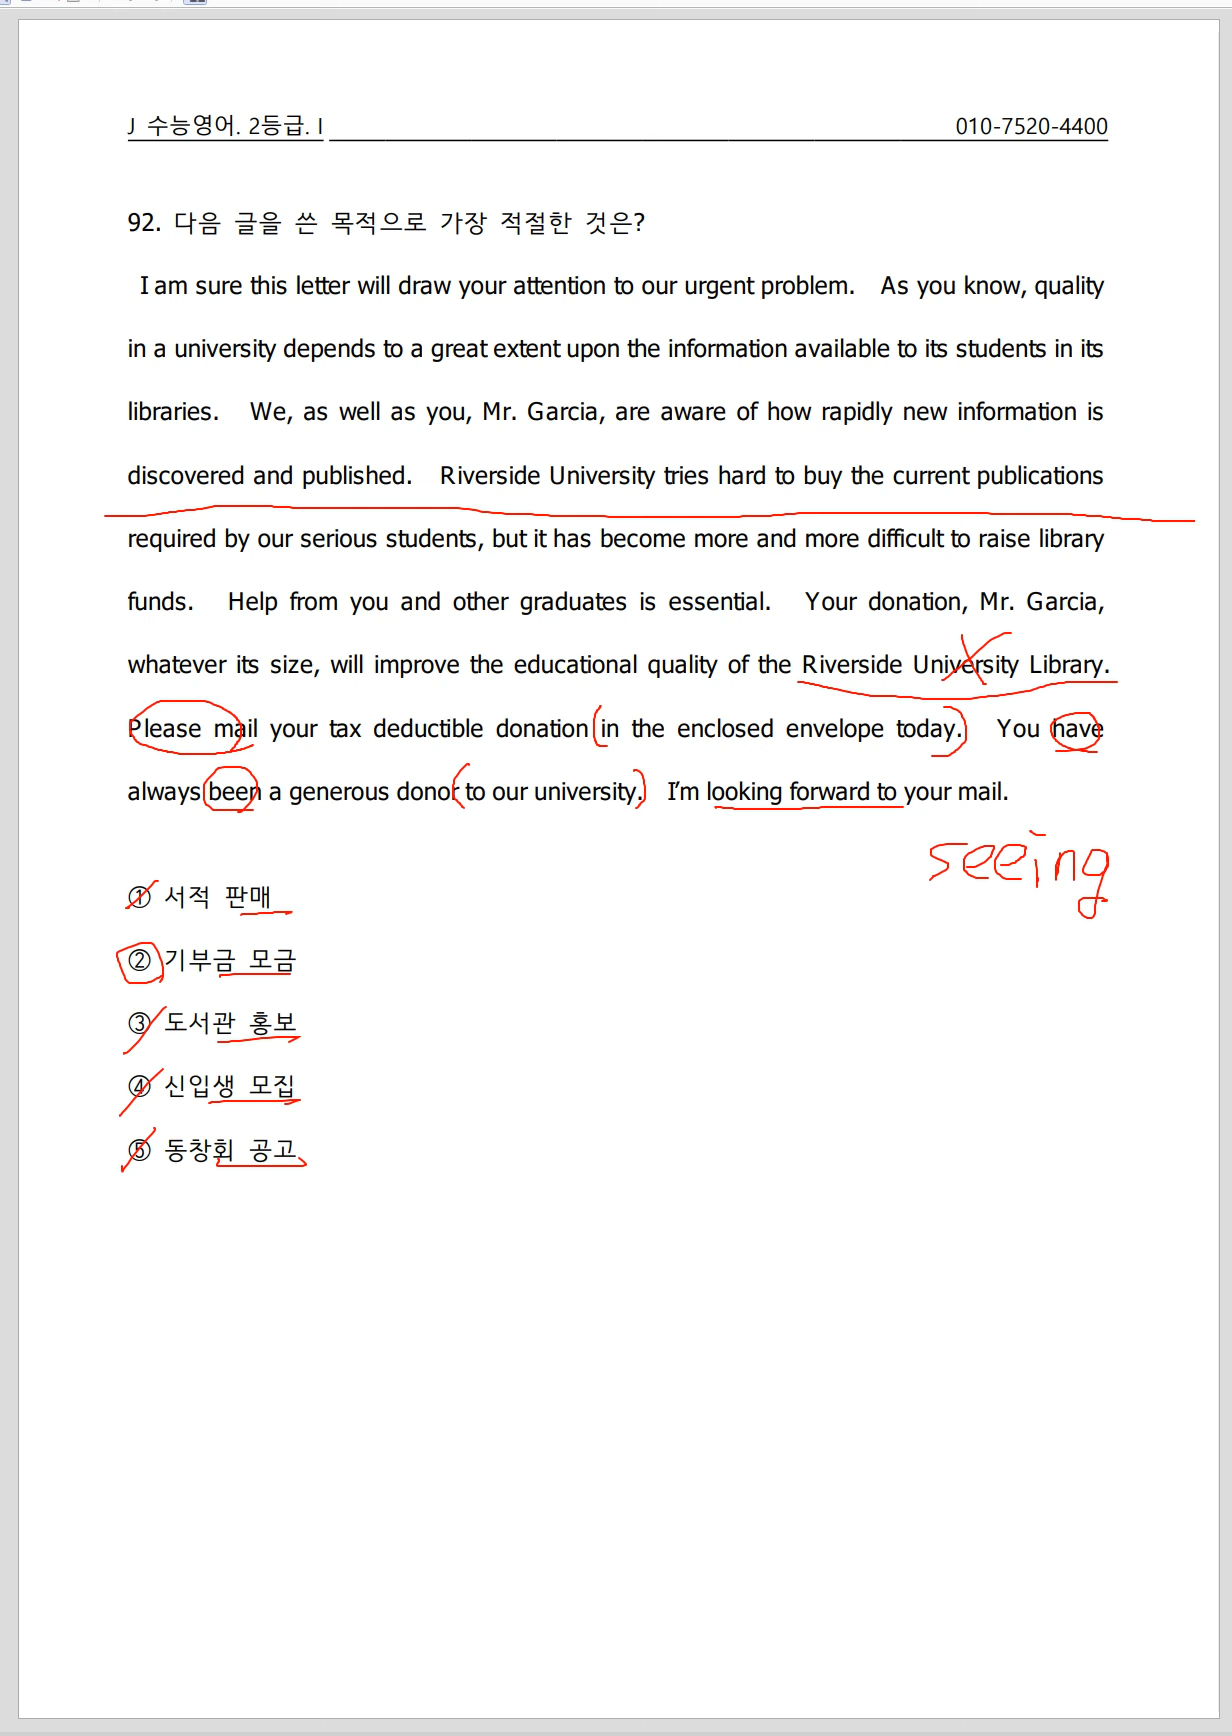 J 수능영어. 2등급. I 010-7520-4400
92. 다음 글을 쓴 목적으로 가장 적절한 것은?
I am sure this letter will draw your attention to our urgent problem. As you know, quality
in a university depends to a great extent upon the information available to its students in its
libraries. We, as well as you, Mr. Garcia, are aware of how rapidly new information is
discovered and published. Riverside University tries hard to buy the current publications
required by our serious students, but it has become more and more difficult to raise library
funds. Help from you and other graduates is essential. Your donation, Mr. Garcia,
whatever its size, will improve the educational quality of the Riverside University Library.
Please mail your tax deductible donation in the enclosed envelope today. You have
always been a generous donor to our university. I’m looking forward to your mail.
seeing
① 서적 판매
② 기부금 모금
③ 도서관 홍보
④ 신입생 모집
⑤ 동창회 공고